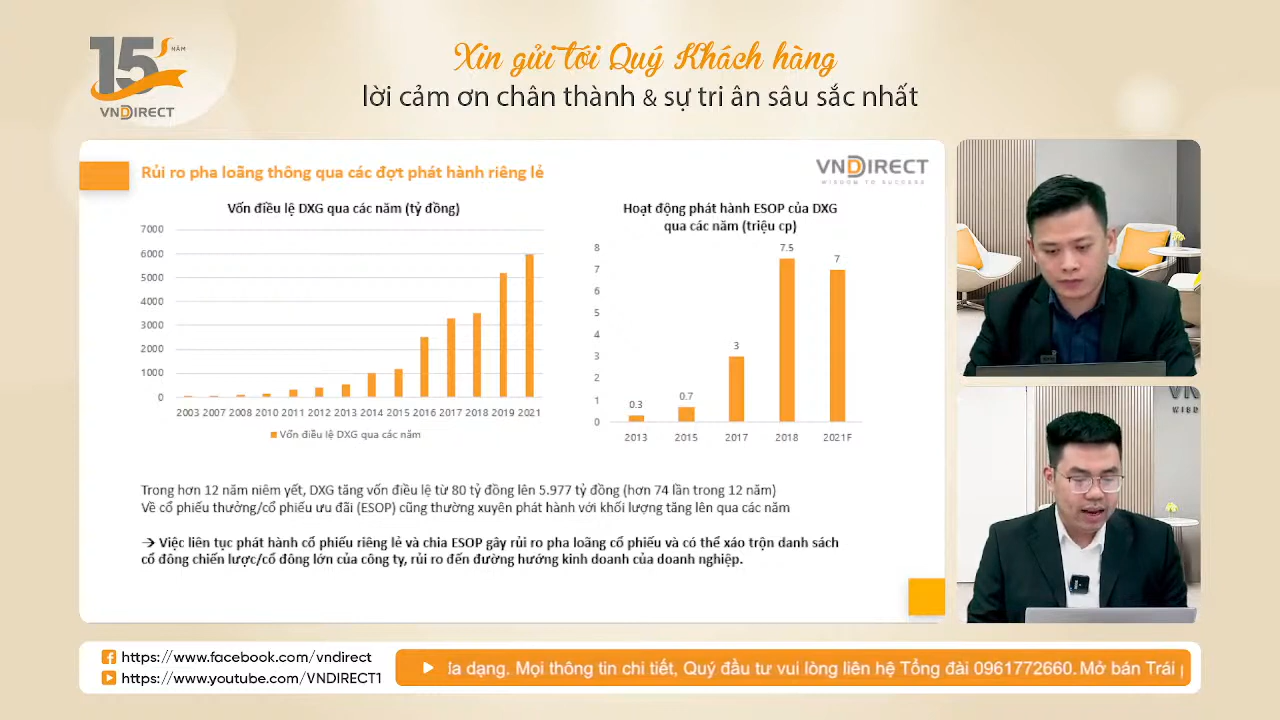 15 NĂM
VNDIRECT
Xin gửi tới Quý Khách hàng
lời cảm ơn chân thành & sự tri ân sâu sắc nhất
Rủi ro pha loãng thông qua các đợt phát hành riêng lẻ
VNDIRECT
WISDOM TO SUCCESS
Vốn điều lệ DXG qua các năm (tỷ đồng)
7000
6000
5000
4000
3000
2000
1000
0
2003 2007 2008 2010 2011 2012 2013 2014 2015 2016 2017 2018 2019 2021
Vốn điều lệ DXG qua các năm
Hoạt động phát hành ESOP của DXG
qua các năm (triệu cp)
8
7
6
5
4
3
2
1
0
0.3
0.7
3
7.5
7
2013 2015 2017 2018 2021F
Trong hơn 12 năm niêm yết, DXG tăng vốn điều lệ từ 80 tỷ đồng lên 5.977 tỷ đồng (hơn 74 lần trong 12 năm)
Về cổ phiếu thưởng/cổ phiếu ưu đãi (ESOP) cũng thường xuyên phát hành với khối lượng tăng lên qua các năm
→ Việc liên tục phát hành cổ phiếu riêng lẻ và chia ESOP gây rủi ro pha loãng cổ phiếu và có thể xáo trộn danh sách
cổ đông chiến lược/cổ đông lớn của công ty, rủi ro đến đường hướng kinh doanh của doanh nghiệp.
VN
WISD
https://www.facebook.com/vndirect
https://www.youtube.com/VNDIRECT1
đa dạng. Mọi thông tin chi tiết, Quý đầu tư vui lòng liên hệ Tổng đài 0961772660. Mở bán Trái